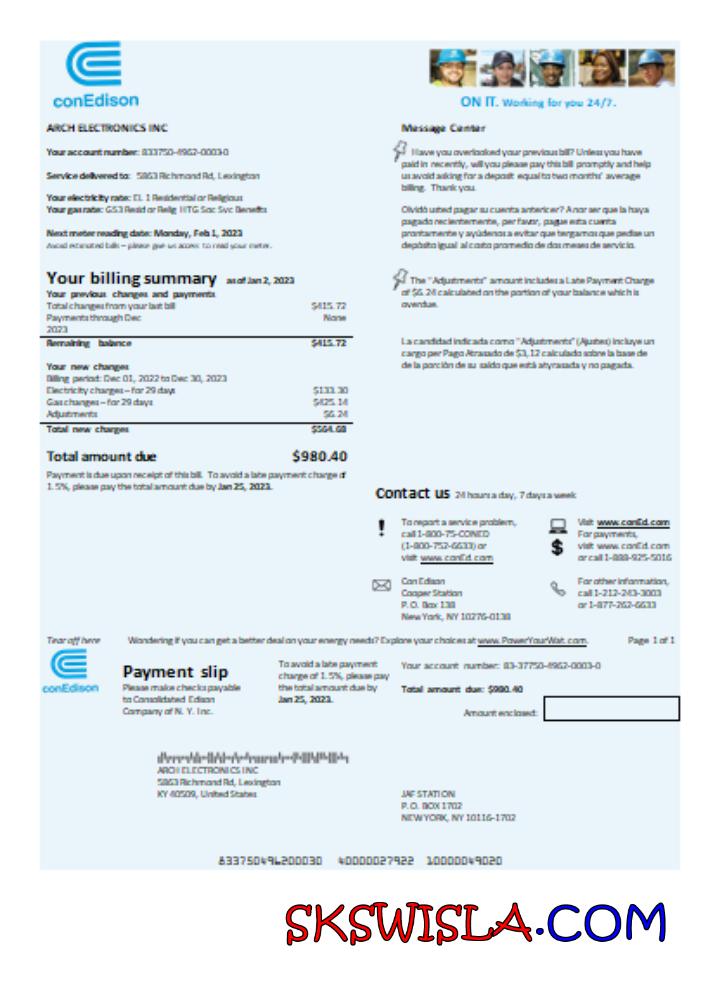 conEdison
ON IT. Working for you 24/7.
ARCH ELECTRONICS INC
Your account number: 833750-4962-0003-0
Service delivered to: 5863 Richmond Rd, Lexington
Your electricity rate: EL 1 Residential or Religious
Your gas rate: GS3 Resid or Relig HTG Soc Svc Benefits
Next meter reading date: Monday, Feb 1, 2023
Avoid estimated bills – please give us access to read your meter.
Your billing summary as of Jan 2, 2023
Your previous changes and payments
Total changes from your last bill $415.72
Payments through Dec None
2023
Remaining balance $415.72
Your new changes
Billing period: Dec 01, 2022 to Dec 30, 2023
Electricity charges – for 29 days $133.30
Gas changes – for 29 days $425.14
Adjustments $6.24
Total new charges $564.68
Total amount due $980.40
Payment is due upon receipt of this bill. To avoid a late payment charge of
1.5%, please pay the total amount due by Jan 25, 2023.
Message Center
Have you overlooked your previous bill? Unless you have
paid in recently, will you please pay this bill promptly and help
us avoid asking for a deposit equal to two months' average
billing. Thank you.
Olvidó usted pagar su cuenta antericer? A nor ser que la haya
pagado recientemente, per favor, pague esta cuenta
prontamente y ayúdenos a evitar que tergamos que pedise un
depósito igual al costo promedio de dos meses de servicio.
The "Adjustments" amount includes a Late Payment Charge
of $6.24 calculated on the portion of your balance which is
overdue.
La candidad indicada como "Adjustments" (Ajustes) incluye un
cargo per Pago Atrasado de $3,12 calculado sobre la base de
de la porción de su saldo que está atyrasada y no pagada.
Contact us 24 hours a day, 7 days a week
To report a service problem,
call 1-800-75-CONED
(1-800-752-6633) or
visit www.conEd.com
Visit www.conEd.com
For payments,
visit www.conEd.com
or call 1-888-925-5016
Con Edison
Cooper Station
P.O. Box 138
New York, NY 10276-0138
For other information,
call 1-212-243-3003
or 1-877-262-6633
Tear off here Wondering if you can get a better deal on your energy needs? Explore your choices at www.PowerYourWat.com. Page 1 of 1
conEdison
Payment slip
Please make checks payable
to Consolidated Edison
Company of N. Y. Inc.
To avoid a late payment
charge of 1.5%, please pay
the total amount due by
Jan 25, 2023.
Your account number: 83-37750-4962-0003-0
Total amount due: $980.40
Amount enclosed:
ARCH ELECTRONICS INC
5863 Richmond Rd, Lexington
KY 40509, United States
JAF STATION
P.O. BOX 1702
NEW YORK, NY 10116-1702
833750496200030 40000027922 10000049020
SKSWISLA.COM